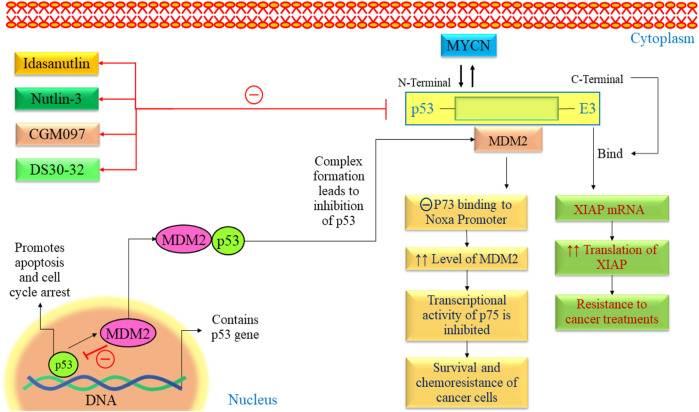 Cytoplasm
Idasanutlin
Nutlin-3
CGM097
DS30-32
MYCN
N-Terminal
C-Terminal
p53
E3
MDM2
Bind
Complex
formation
leads to
inhibition
of p53
P73 binding to
Noxa Promoter
↑↑ Level of MDM2
Transcriptional
activity of p75 is
inhibited
Survival and
chemoresistance of
cancer cells
XIAP mRNA
↑↑ Translation of
XIAP
Resistance to
cancer treatments
MDM2
p53
Promotes
apoptosis
and cell
cycle arrest
MDM2
p53
Contains
p53 gene
DNA
Nucleus